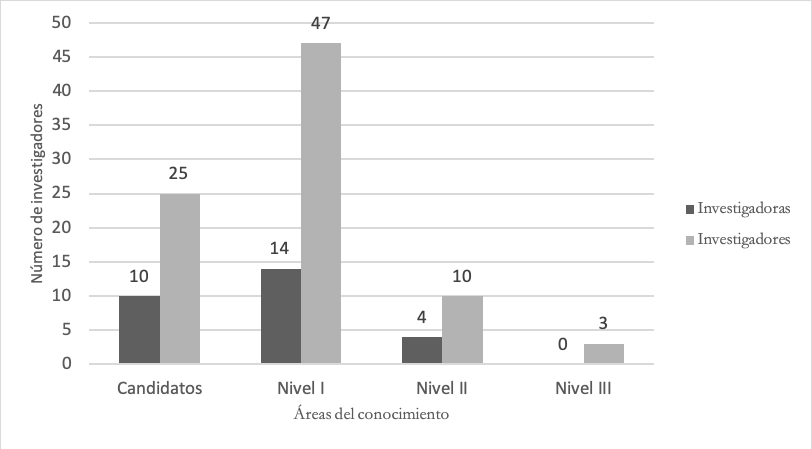 50
45
40
35
30
25
20
15
10
5
0
Número de investigadores
10
25
14
47
4
10
0
3
Candidatos
Nivel I
Nivel II
Nivel III
Áreas del conocimiento
Investigadoras
Investigadores